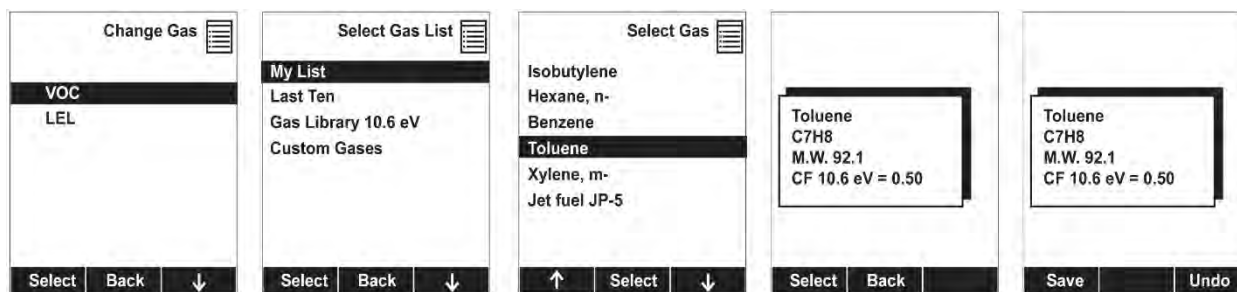 Change Gas
VOC
LEL
Select Back ↓
Select Gas List
My List
Last Ten
Gas Library 10.6 eV
Custom Gases
Select Back ↓
Select Gas
Isobutylene
Hexane, n-
Benzene
Toluene
Xylene, m-
Jet fuel JP-5
↑ Select ↓
Toluene
C7H8
M.W. 92.1
CF 10.6 eV = 0.50
Select Back
Toluene
C7H8
M.W. 92.1
CF 10.6 eV = 0.50
Save Undo